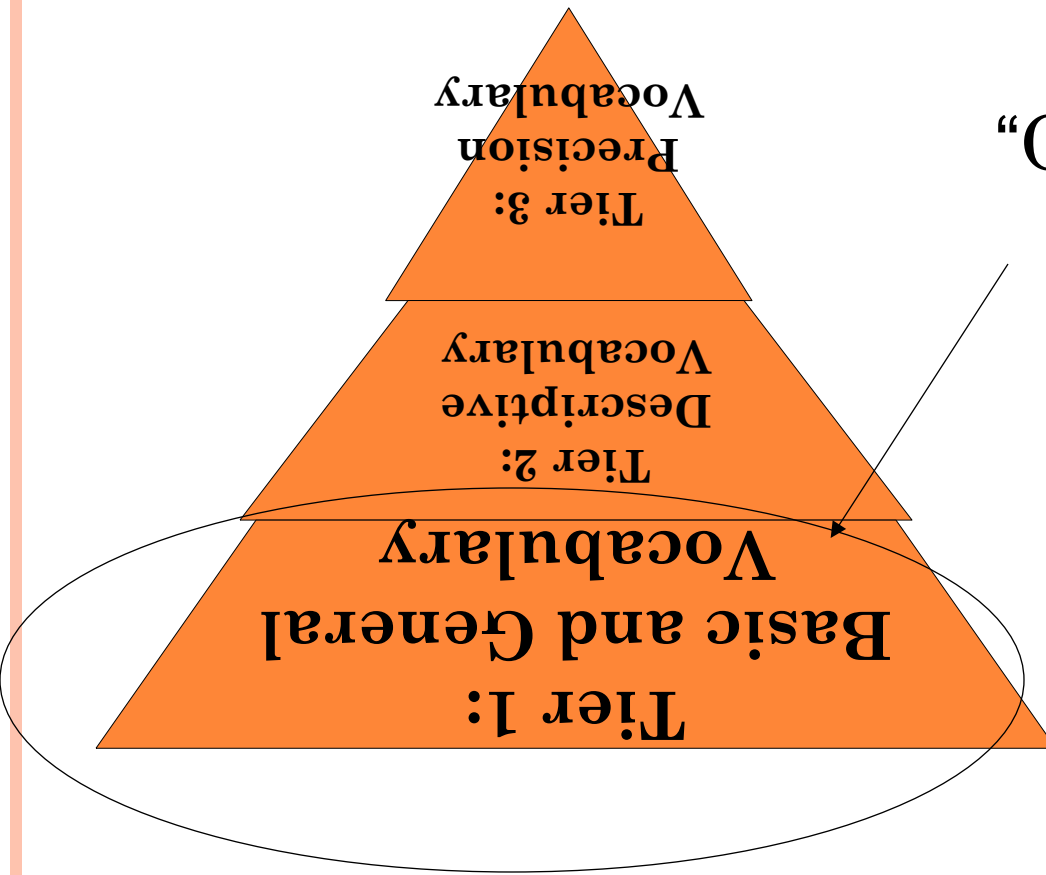 Tier 1:
Basic and General
Vocabulary
Tier 2:
Descriptive
Vocabulary
Tier 3:
Precision
Vocabulary